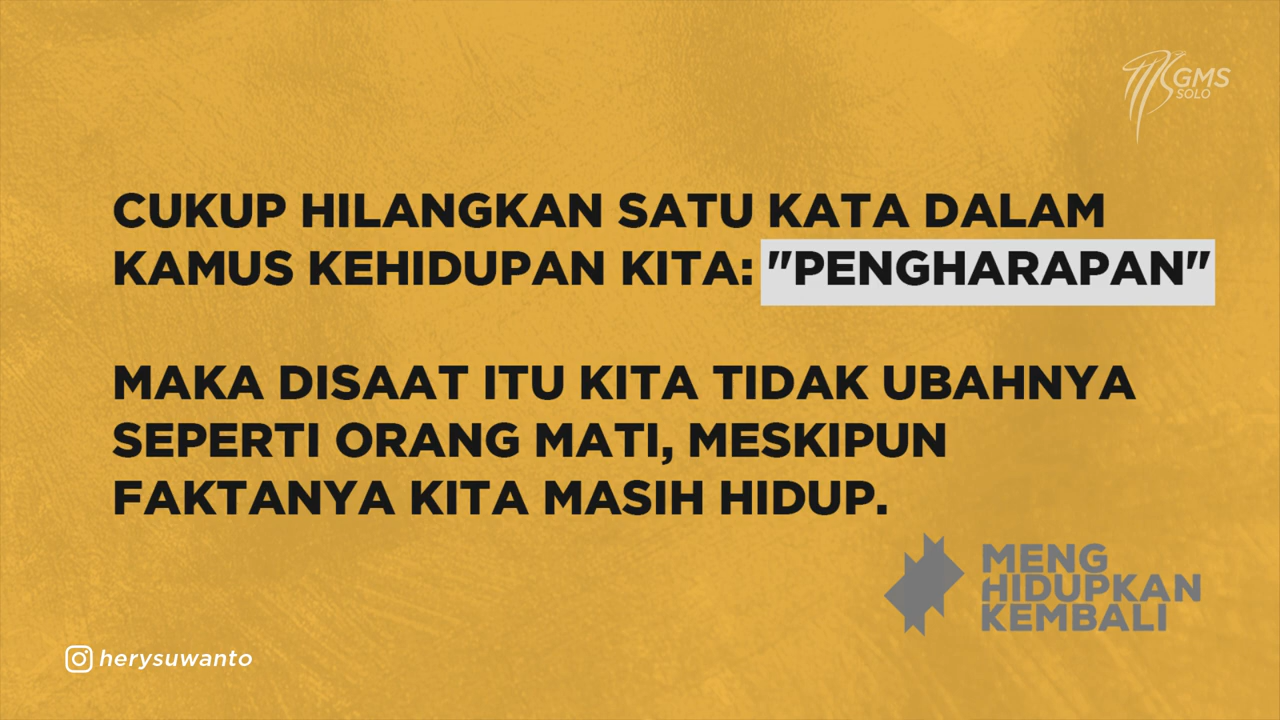 GMS
SOLO
CUKUP HILANGKAN SATU KATA DALAM
KAMUS KEHIDUPAN KITA: "PENGHARAPAN"
MAKA DISAAT ITU KITA TIDAK UBAHNYA
SEPERTI ORANG MATI, MESKIPUN
FAKTANYA KITA MASIH HIDUP.
MENG
HIDUPKAN
KEMBALI
herysuwanto